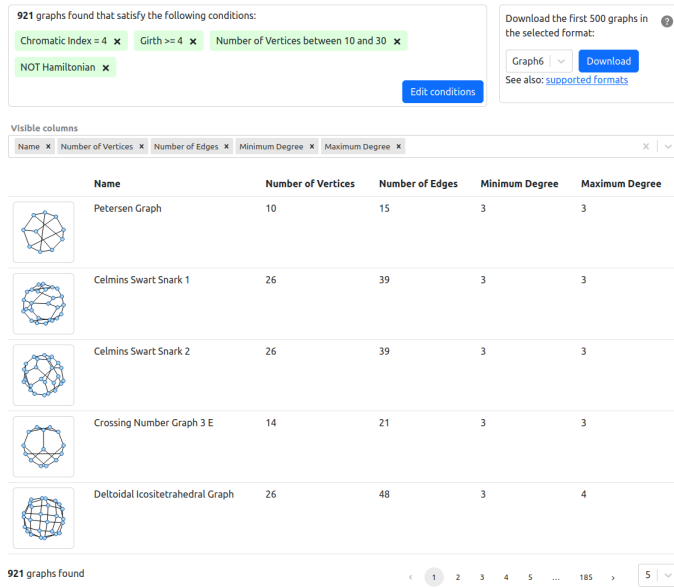 921 graphs found that satisfy the following conditions:
Chromatic Index = 4 ×
Girth >= 4 ×
Number of Vertices between 10 and 30 ×
NOT Hamiltonian ×
Edit conditions
Download the first 500 graphs in
the selected format:
?
Graph6
Download
See also: supported formats
Visible columns
Name × Number of Vertices × Number of Edges × Minimum Degree × Maximum Degree ×
Name Number of Vertices Number of Edges Minimum Degree Maximum Degree
Petersen Graph 10 15 3 3
Celmins Swart Snark 1 26 39 3 3
Celmins Swart Snark 2 26 39 3 3
Crossing Number Graph 3 E 14 21 3 3
Deltoidal Icositetrahedral Graph 26 48 3 4
921 graphs found
‹ 1 2 3 4 5 ... 185 ›
5